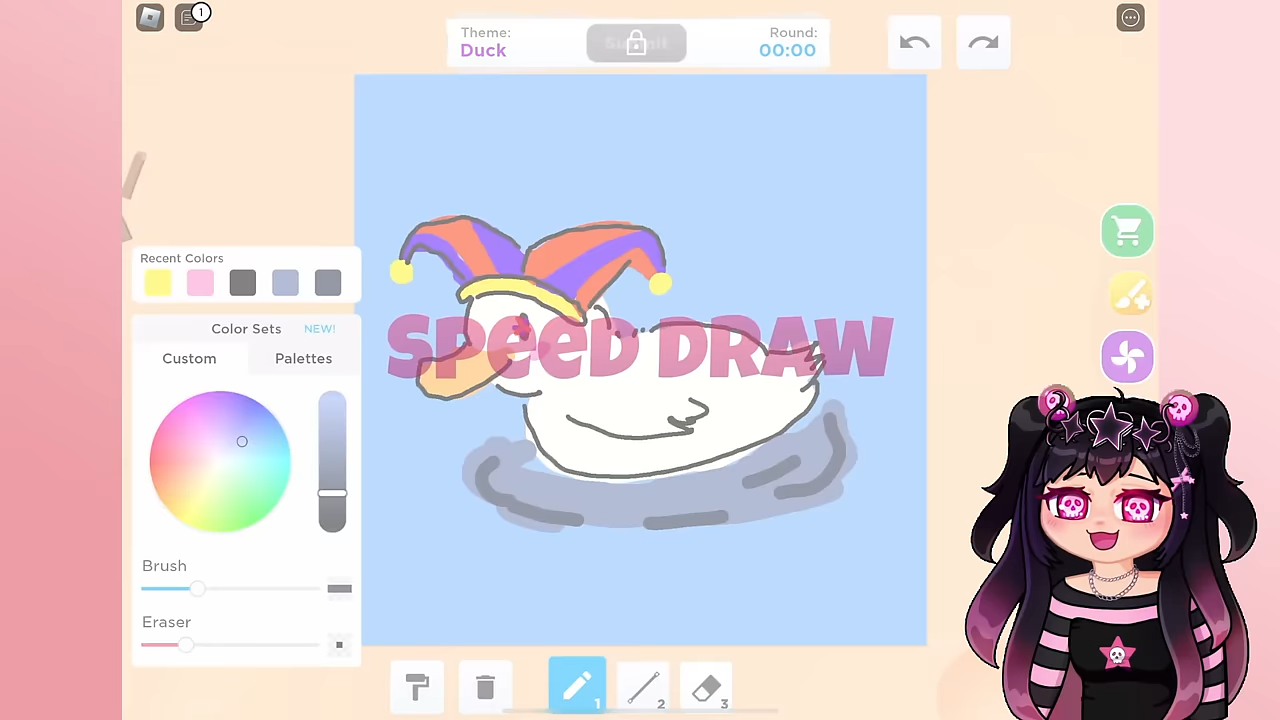 1
Theme:
Duck
Submit
Round:
00:00
SPEED DRAW
Recent Colors
Color Sets NEW!
Custom
Palettes
Brush
Eraser
1
2
3